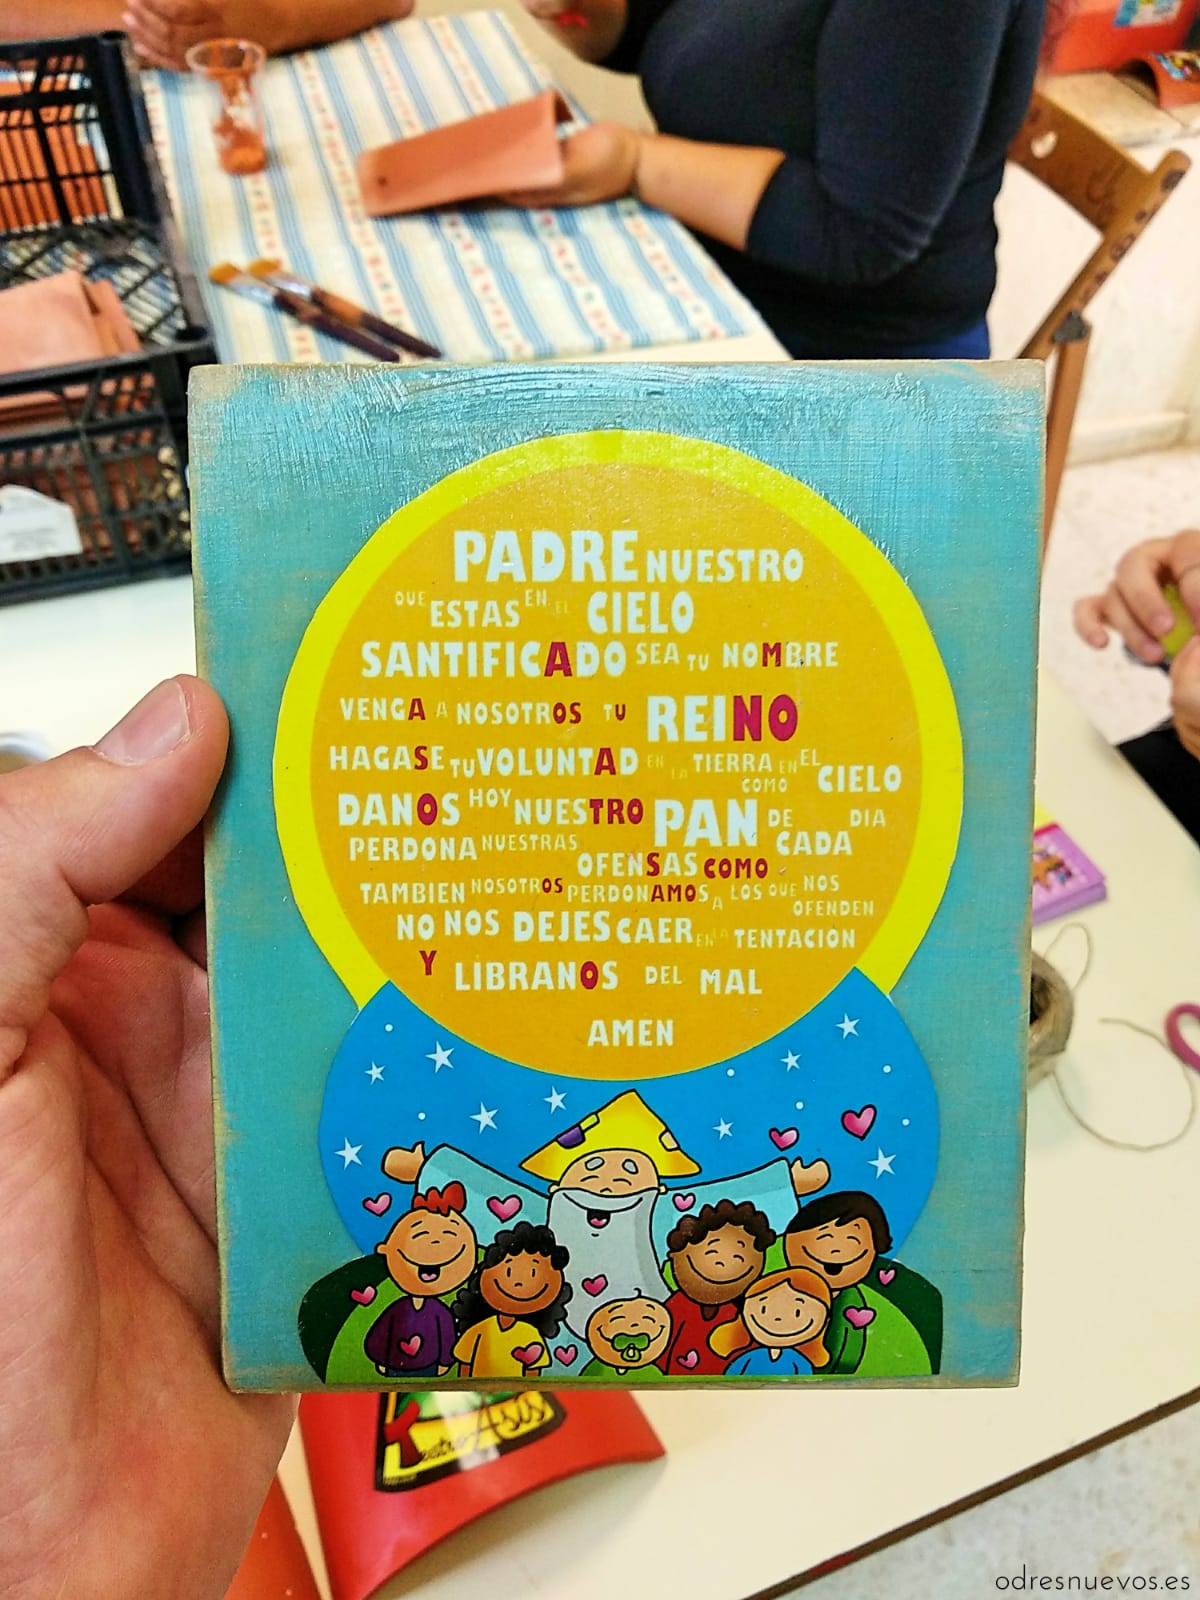 PADRE NUESTRO
QUE ESTAS EN EL CIELO
SANTIFICADO SEA TU NOMBRE
VENGA A NOSOTROS TU REINO
HAGASE TU VOLUNTAD EN LA TIERRA COMO EN EL CIELO
DANOS HOY NUESTRO PAN DE CADA DIA
PERDONA NUESTRAS OFENSAS COMO
TAMBIEN NOSOTROS PERDONAMOS A LOS QUE NOS OFENDEN
NO NOS DEJES CAER EN LA TENTACION
Y LIBRANOS DEL MAL
AMEN
odresnuevos.es